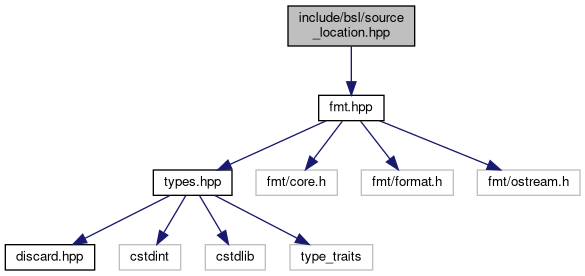 include/bsl/source
_location.hpp
fmt.hpp
types.hpp
fmt/core.h
fmt/format.h
fmt/ostream.h
discard.hpp
cstdint
cstdlib
type_traits